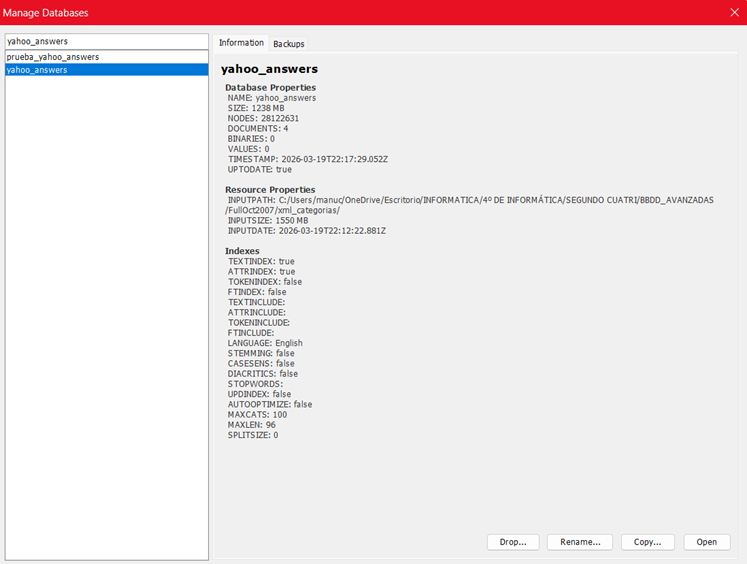 Manage Databases
yahoo_answers
prueba_yahoo_answers
yahoo_answers
Information
Backups
yahoo_answers
Database Properties
NAME: yahoo_answers
SIZE: 1238 MB
NODES: 28122631
DOCUMENTS: 4
BINARIES: 0
VALUES: 0
TIMESTAMP: 2026-03-19T22:17:29.052Z
UPTODATE: true
Resource Properties
INPUTPATH: C:/Users/manuc/OneDrive/Escritorio/INFORMATICA/4º DE INFORMÁTICA/SEGUNDO CUATRI/BBDD_AVANZADAS
/FullOct2007/xml_categorias/
INPUTSIZE: 1550 MB
INPUTDATE: 2026-03-19T22:12:22.881Z
Indexes
TEXTINDEX: true
ATTRINDEX: true
TOKENINDEX: false
FTINDEX: false
TEXTINCLUDE:
ATTRINCLUDE:
TOKENINCLUDE:
FTINCLUDE:
LANGUAGE: English
STEMMING: false
CASESENS: false
DIACRITICS: false
STOPWORDS:
UPDINDEX: false
AUTOOPTIMIZE: false
MAXCATS: 100
MAXLEN: 96
SPLITSIZE: 0
Drop...
Rename...
Copy...
Open